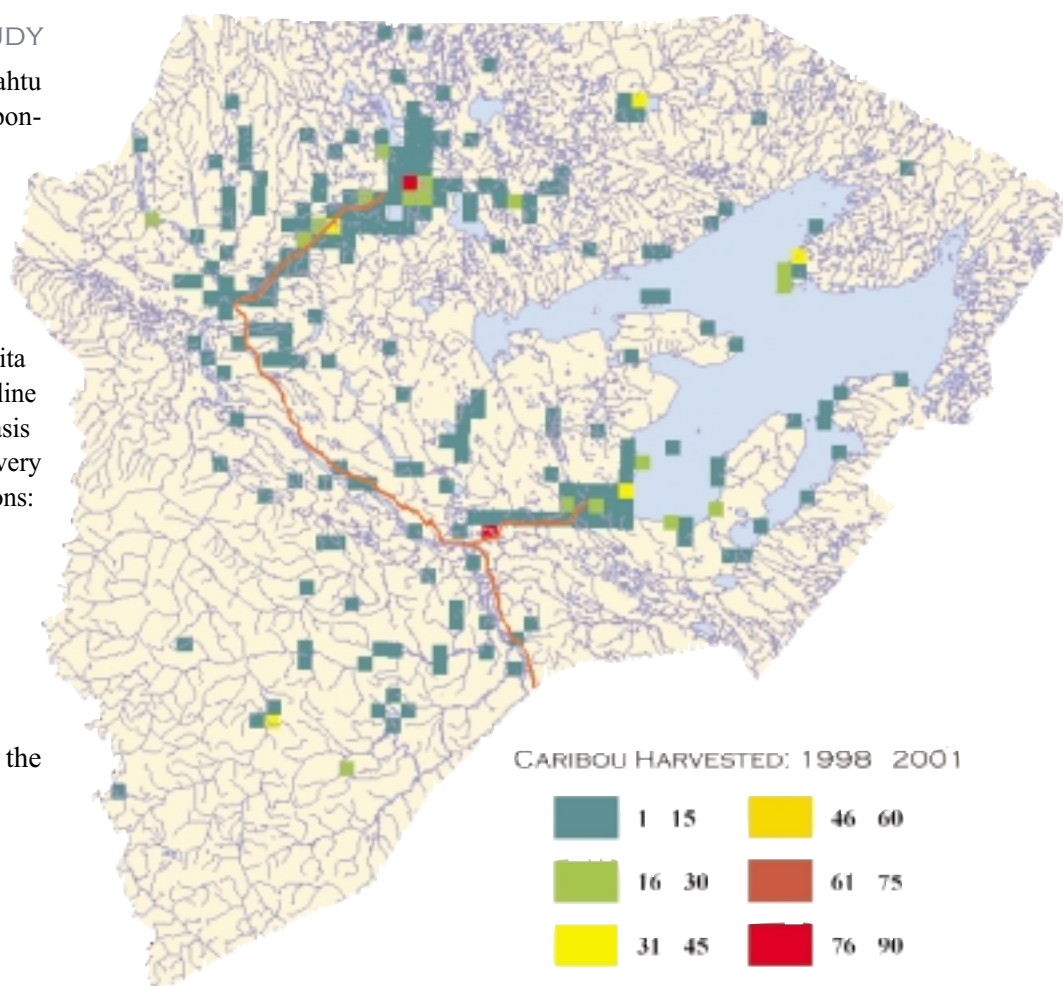 UDY
ahtu
pon-
ita
line
asis
very
ons:
the
CARIBOU HARVESTED: 1998 2001
1 15
46 60
16 30
61 75
31 45
76 90